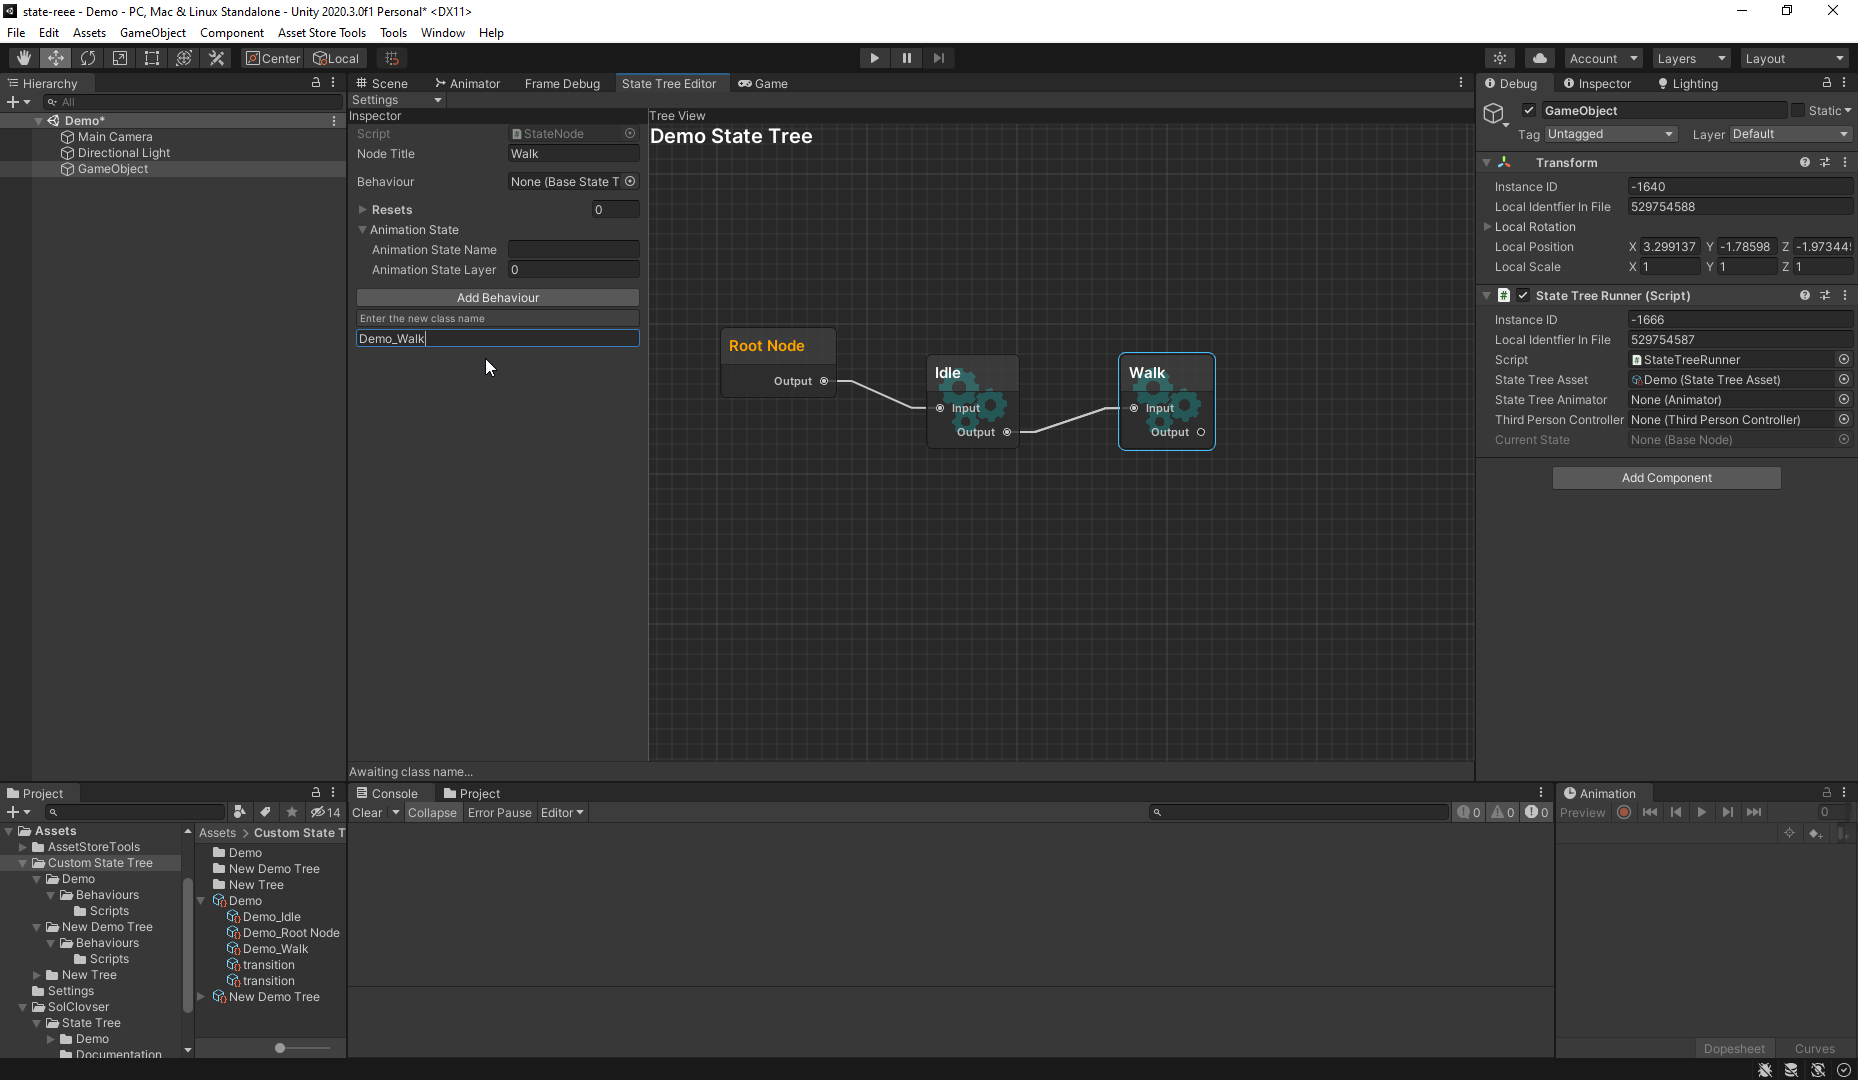 state-reee - Demo - PC, Mac & Linux Standalone - Unity 2020.3.0f1 Personal* <DX11>
File Edit Assets GameObject Component Asset Store Tools Tools Window Help
Center Local Account Layers Layout
Hierarchy
All
Demo*
Main Camera
Directional Light
GameObject
Scene Animator Frame Debug State Tree Editor Game
Settings
Inspector
Script StateNode
Node Title Walk
Behaviour None (Base State T
Resets 0
Animation State
Animation State Name
Animation State Layer 0
Add Behaviour
Enter the new class name
Demo_Walk
Awaiting class name...
Tree View
Demo State Tree
Root Node
Output
Idle
Input
Output
Walk
Input
Output
Debug Inspector Lighting
GameObject Static
Tag Untagged Layer Default
Transform
Instance ID -1640
Local Identfier In File 529754588
Local Rotation
Local Position X 3.299137 Y -1.78598 Z -1.97344
Local Scale X 1 Y 1 Z 1
State Tree Runner (Script)
Instance ID -1666
Local Identfier In File 529754587
Script StateTreeRunner
State Tree Asset Demo (State Tree Asset)
State Tree Animator None (Animator)
Third Person Controller None (Third Person Controller)
Current State None (Base Node)
Add Component
Project
14
Assets
AssetStoreTools
Custom State Tree
Demo
Behaviours
Scripts
New Demo Tree
Behaviours
Scripts
New Tree
Settings
SolClovser
State Tree
Demo
Documentation
Assets > Custom State T
Demo
New Demo Tree
New Tree
Demo
Demo_Idle
Demo_Root Node
Demo_Walk
transition
transition
New Demo Tree
Console Project
Clear Collapse Error Pause Editor 0 0 0
Animation
Preview 0
Dopesheet Curves